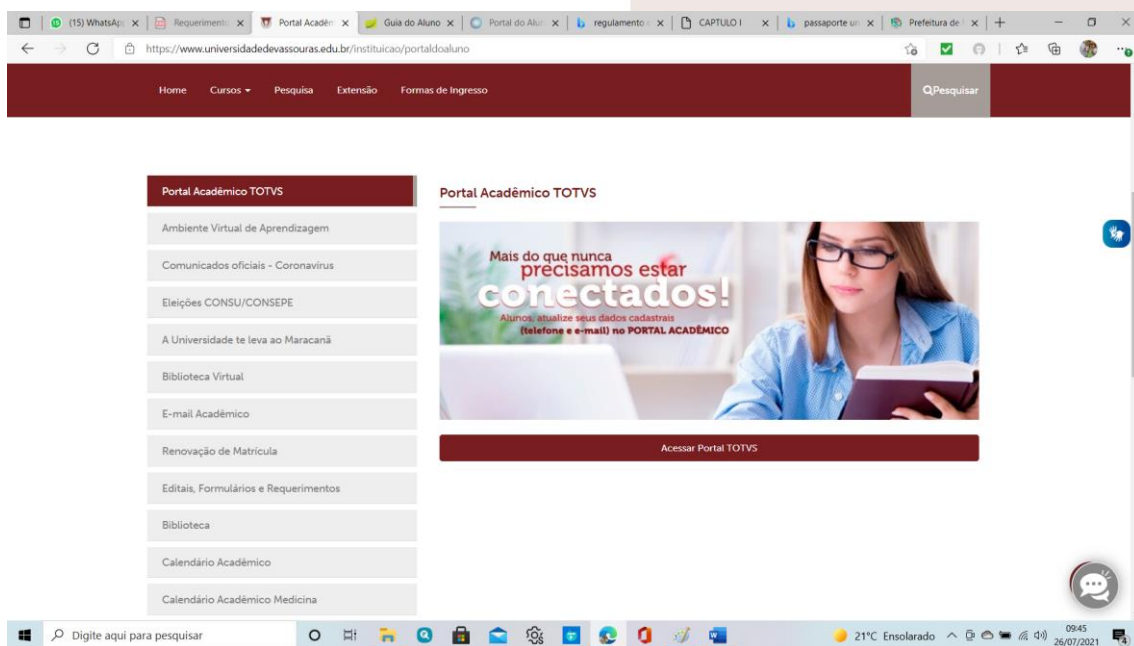 (15) WhatsAp
Requerimento
Portal Acadêm
Guia do Aluno
Portal do Alun
regulamento
CAPTULO I
passaporte un
Prefeitura de
https://www.universidadedevassouras.edu.br/instituicao/portaldoaluno
Home Cursos Pesquisa Extensão Formas de Ingresso
Pesquisar
Portal Acadêmico TOTVS
Ambiente Virtual de Aprendizagem
Comunicados oficiais - Coronavírus
Eleições CONSU/CONSEPE
A Universidade te leva ao Maracanã
Biblioteca Virtual
E-mail Acadêmico
Renovação de Matrícula
Editais, Formulários e Requerimentos
Biblioteca
Calendário Acadêmico
Calendário Acadêmico Medicina
Portal Acadêmico TOTVS
Mais do que nunca
precisamos estar
conectados!
Alunos, atualize seus dados cadastrais
(telefone e e-mail) no PORTAL ACADÊMICO
Acessar Portal TOTVS
Digite aqui para pesquisar
21°C Ensolarado
09:45
26/07/2021
4